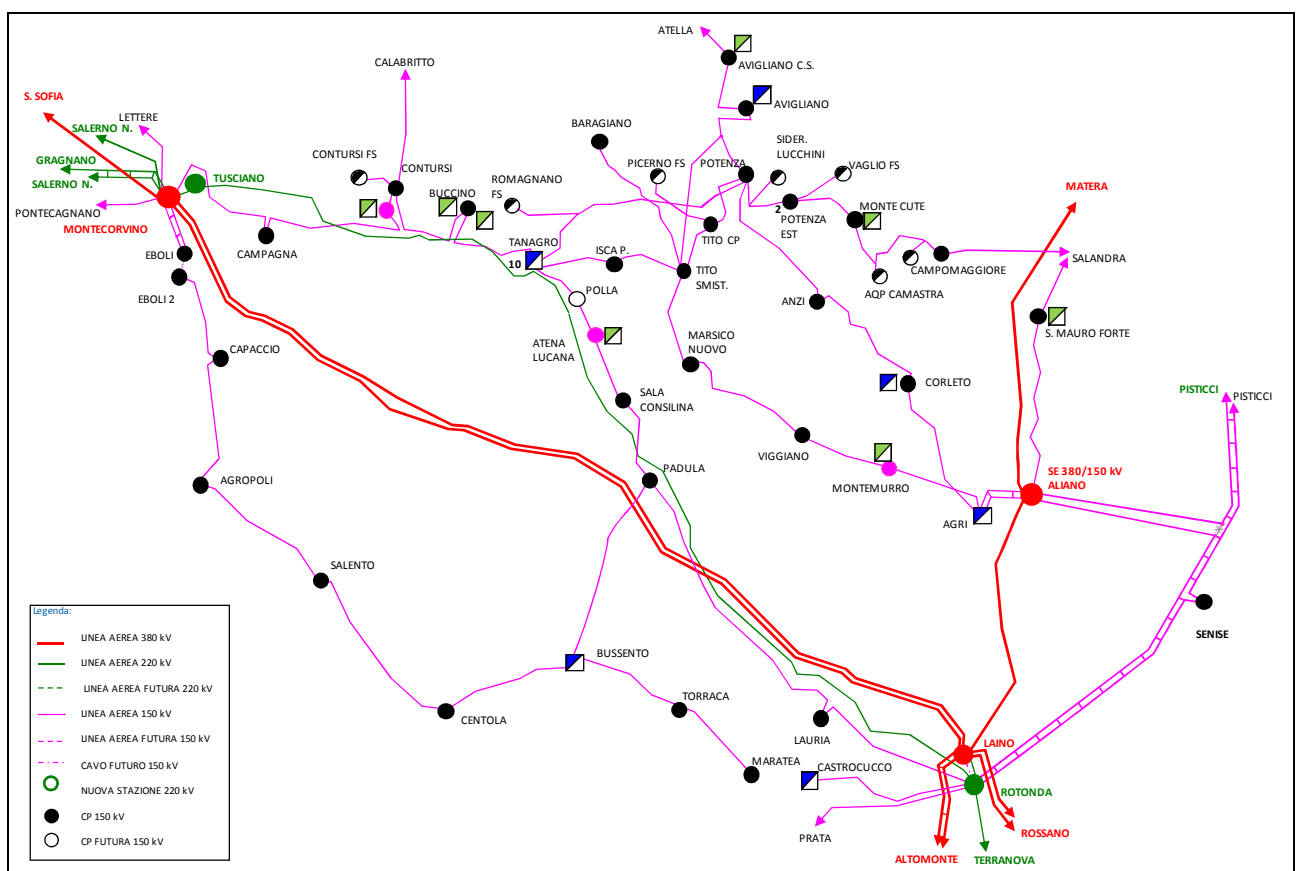 ATELLA
AVIGLIANO C.S.
CALABRITTO
S. SOFIA
LETTERE
SALERNO N.
AVIGLIANO
BARAGIANO
SIDER.
LUCCHINI
GRAGNANO
TUSCIANO
CONTURSI FS
CONTURSI
PICERNO FS
POTENZA
VAGLIO FS
SALERNO N.
BUCCINO
ROMAGNANO
FS
MATERA
PONTECAGNANO
MONTECORVINO
2
POTENZA
EST
MONTE CUTE
CAMPAGNA
TITO CP
EBOLI
TANAGRO
10
ISCA P.
SALANDRA
CAMPOMAGGIORE
TITO
SMIST.
AQP CAMASTRA
EBOLI 2
POLLA
ANZI
S. MAURO FORTE
ATENA
LUCANA
MARSICO
NUOVO
CAPACCIO
CORLETO
SALA
CONSILINA
PISTICCI
PISTICCI
VIGGIANO
PADULA
SE 380/150 kV
ALIANO
AGROPOLI
MONTEMURRO
AGRI
SALENTO
SENISE
BUSSENTO
TORRACA
CENTOLA
LAURIA
LAINO
MARATEA
CASTROCUCCO
ROTONDA
PRATA
ROSSANO
ALTOMONTE
TERRANOVA
Legenda:
LINEA AEREA 380 kV
LINEA AEREA 220 kV
LINEA AEREA FUTURA 220 kV
LINEA AEREA 150 kV
LINEA AEREA FUTURA 150 kV
CAVO FUTURO 150 kV
NUOVA STAZIONE 220 kV
CP 150 kV
CP FUTURA 150 kV